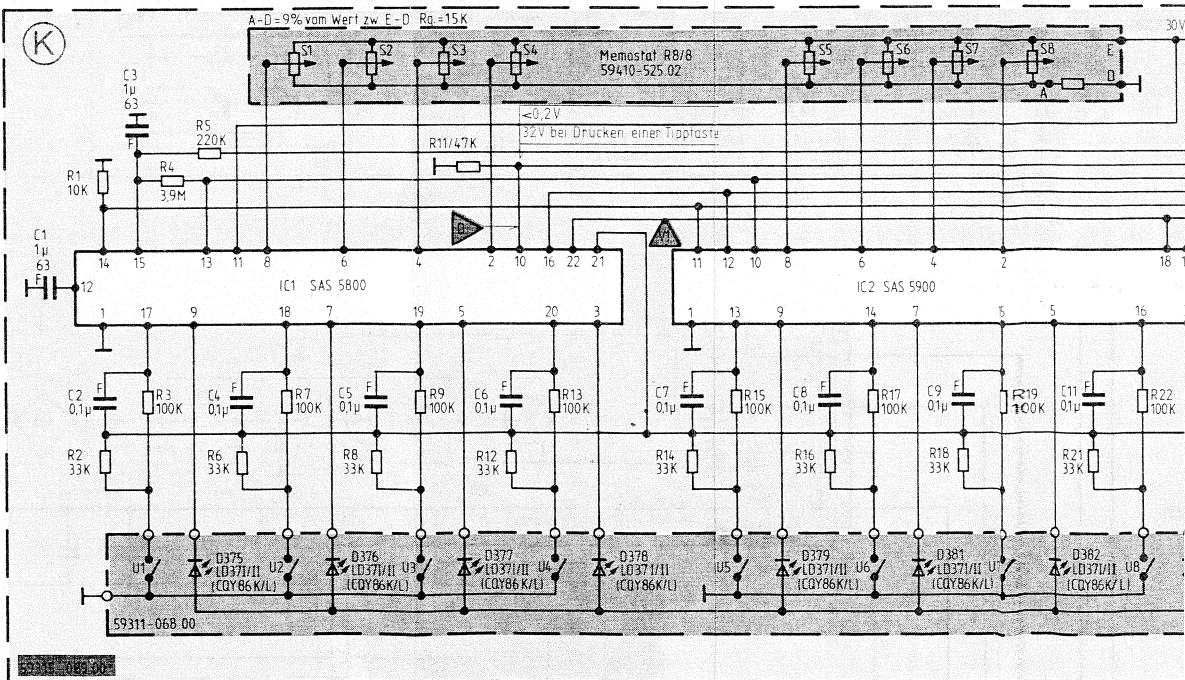 A-D=9% vom Wert zw E-D Rg.=15K
K
S1 S2 S3 S4 S5 S6 S7 S8
Memostat R8/8
59410-525.02
E
D
A
30V
C3
1µ
63
F
R5
220K
R4
3,9M
R1
10K
<0,2V
32V bei Drucken einer Tipptaste
R11/47K
C1
1µ
63
F
14 15 13 11 8 6 4 2 10 16 22 21
11 12 10 8 6 4 2 18
12
IC1 SAS 5800
IC2 SAS 5900
1 17 9 18 7 19 5 20 3
1 13 9 14 7 6 5 16
C2 0,1µ F R3 100K
C4 0,1µ F R7 100K
C5 0,1µ F R9 100K
C6 0,1µ F R13 100K
C7 0,1µ F R15 100K
C8 0,1µ F R17 100K
C9 0,1µ F R19 100K
C11 0,1µ F R22 100K
R2 33K
R6 33K
R8 33K
R12 33K
R14 33K
R16 33K
R18 33K
R21 33K
U1 D375 LD37I/II (CQY86K/L)
U2 D376 LD37I/II (CQY86K/L)
U3 D377 LD37I/II (CQY86K/L)
U4 D378 LD37I/II (CQY86K/L)
U5 D379 LD37I/II (CQY86K/L)
U6 D381 LD37I/II (CQY86K/L)
U7 D382 LD37I/II (CQY86K/L)
U8
59311-068.00